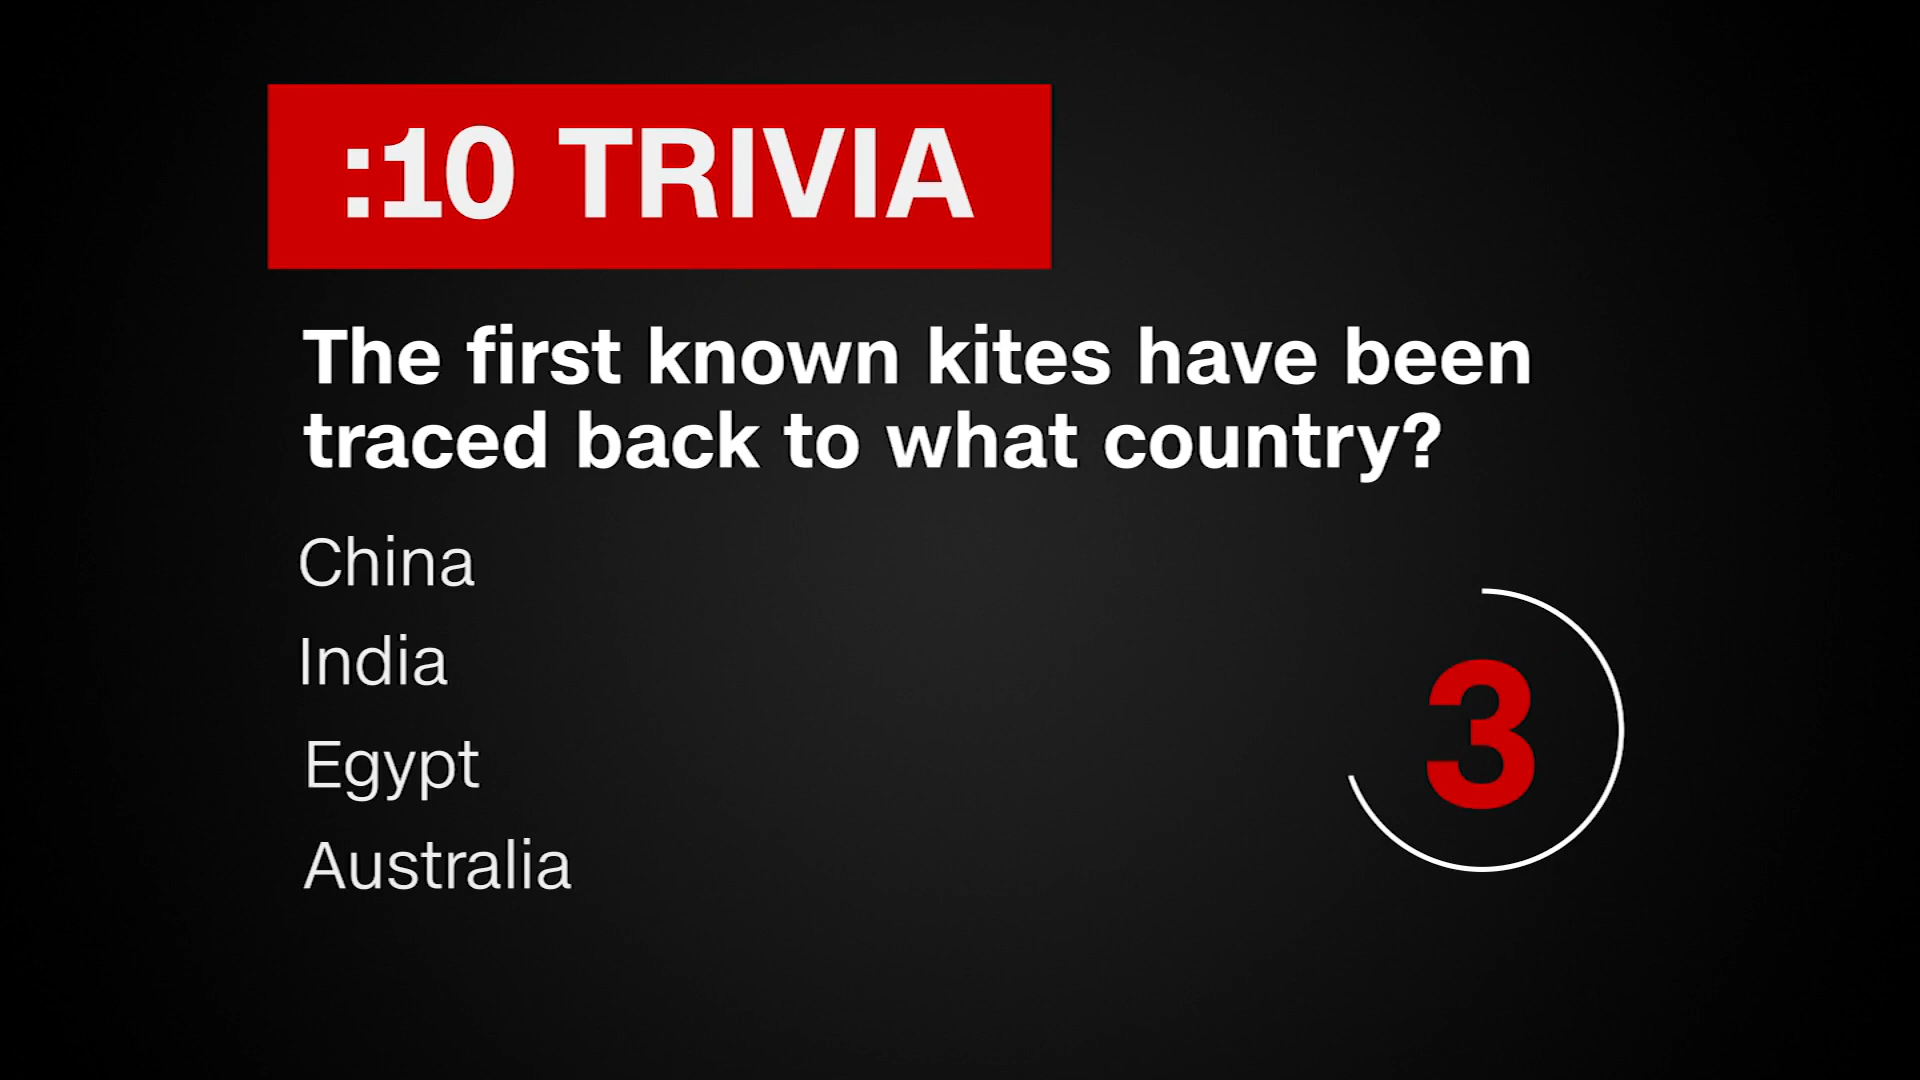 :10 TRIVIA
The first known kites have been
traced back to what country?
China
India
Egypt
Australia
3